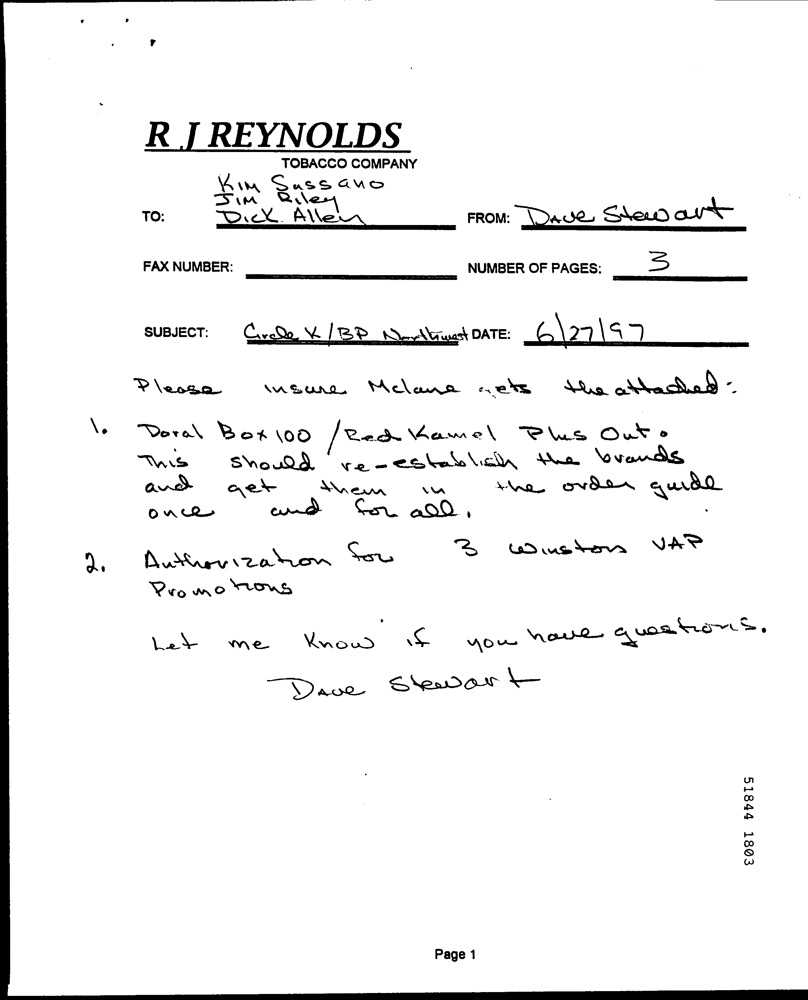 R J REYNOLDS
TOBACCO COMPANY
Kim Sassano
Jim Riley
TO: Dick Allen FROM: Dave Stewart
FAX NUMBER: NUMBER OF PAGES: 3
SUBJECT: Circle K / BP Northwest DATE: 6/27/97
Please insure Mclane gets the attached:
1. Doral Box 100 / Red Kamel Plus Out.
This should re-establish the brands
and get them in the order guide
once and for all.
2. Authorization for 3 Winston VAP
Promotions
Let me know if you have questions.
Dave Stewart
51844 1803
Page 1